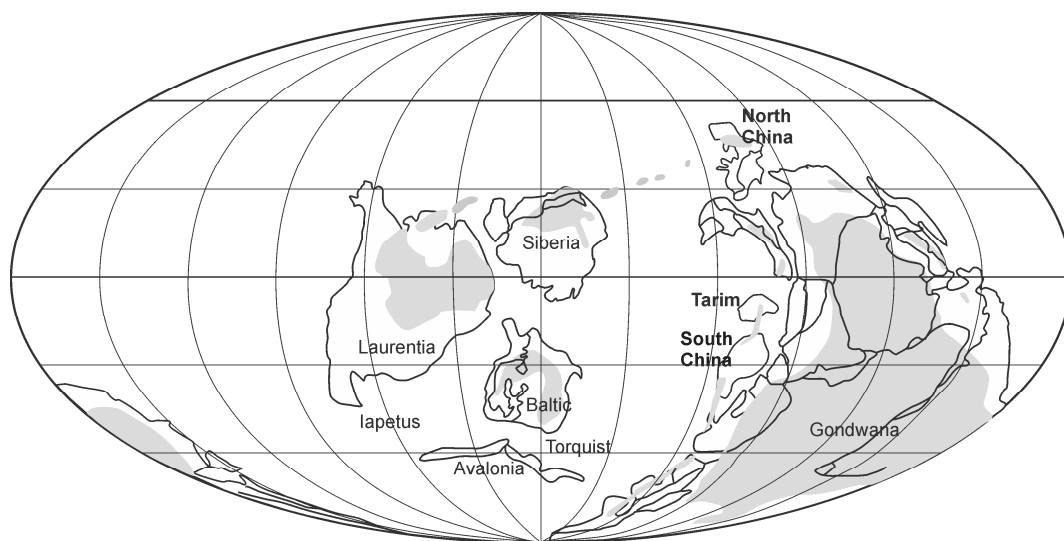 North
China
Siberia
Tarim
South
China
Laurentia
Baltic
Iapetus
Gondwana
Torquist
Avalonia